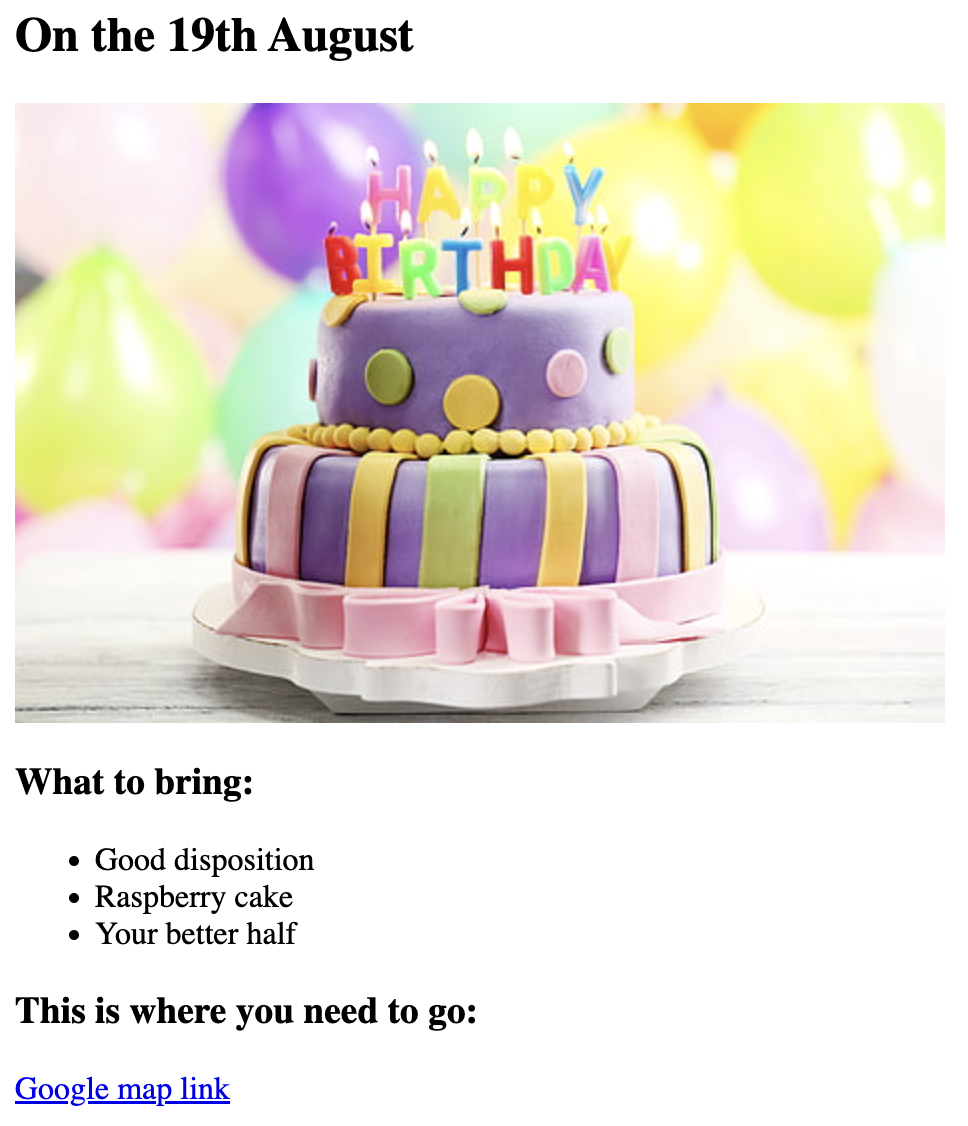 On the 19th August
HAPPY
BIRTHDAY
What to bring:
Good disposition
Raspberry cake
Your better half
This is where you need to go:
Google map link